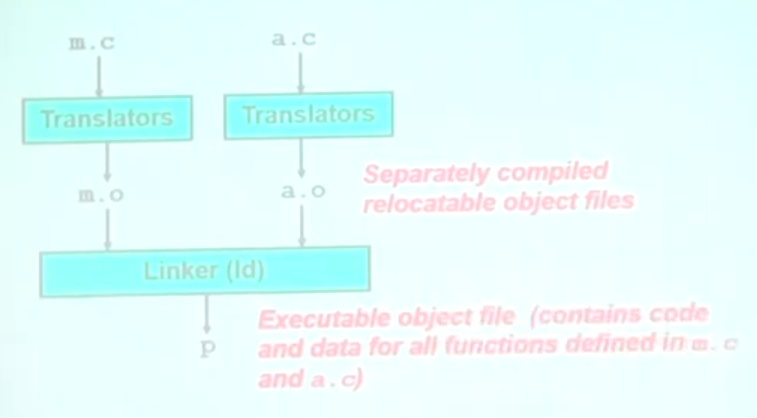 m.c a.c
Translators Translators
m.o a.o
Separately compiled
relocatable object files
Linker (ld)
Executable object file (contains code
and data for all functions defined in m.c
and a.c)
p